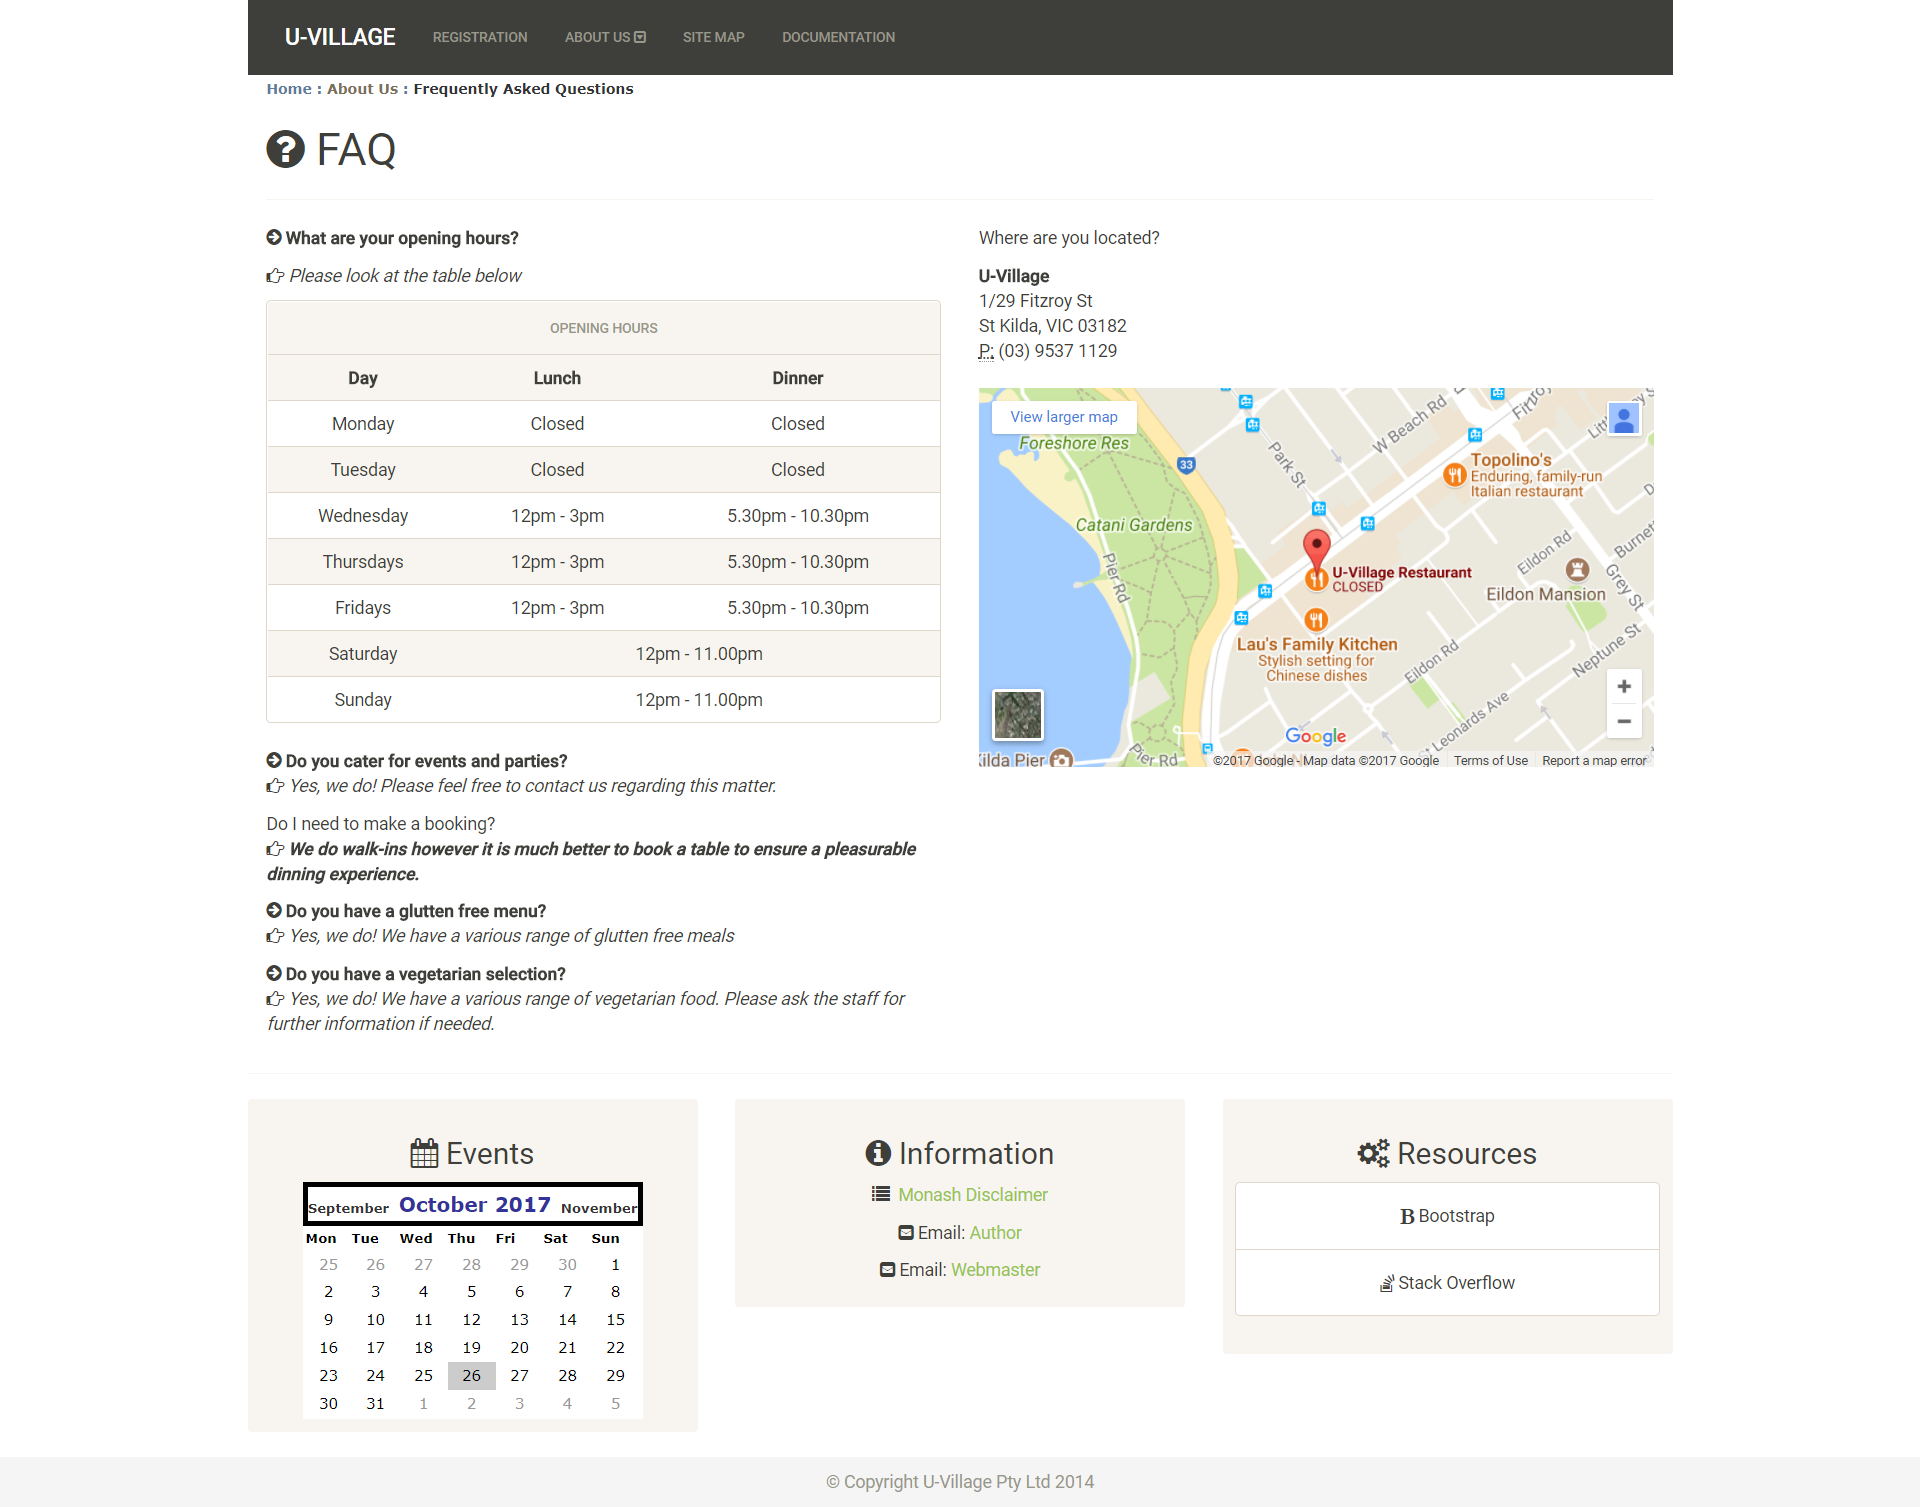 U-VILLAGE REGISTRATION ABOUT US SITE MAP DOCUMENTATION
Home : About Us : Frequently Asked Questions
FAQ
What are your opening hours?
Please look at the table below
OPENING HOURS
Day Lunch Dinner
Monday Closed Closed
Tuesday Closed Closed
Wednesday 12pm - 3pm 5.30pm - 10.30pm
Thursdays 12pm - 3pm 5.30pm - 10.30pm
Fridays 12pm - 3pm 5.30pm - 10.30pm
Saturday 12pm - 11.00pm
Sunday 12pm - 11.00pm
Do you cater for events and parties?
Yes, we do! Please feel free to contact us regarding this matter.
Do I need to make a booking?
We do walk-ins however it is much better to book a table to ensure a pleasurable
dinning experience.
Do you have a glutten free menu?
Yes, we do! We have a various range of glutten free meals
Do you have a vegetarian selection?
Yes, we do! We have a various range of vegetarian food. Please ask the staff for
further information if needed.
Where are you located?
U-Village
1/29 Fitzroy St
St Kilda, VIC 03182
P: (03) 9537 1129
View larger map
Foreshore Res
33
Park St
W Beach Rd
Topolino's
Enduring, family-run
Italian restaurant
Catani Gardens
Pier Rd
U-Village Restaurant
CLOSED
Eildon Rd
Eildon Mansion
Grey St
Lau's Family Kitchen
Stylish setting for
Chinese dishes
Eildon Rd
Neptune St
St Leonards Ave
Google
Kilda Pier
Pier Rd
©2017 Google - Map data ©2017 Google Terms of Use Report a map error
Events
September October 2017 November
Mon Tue Wed Thu Fri Sat Sun
25 26 27 28 29 30 1
2 3 4 5 6 7 8
9 10 11 12 13 14 15
16 17 18 19 20 21 22
23 24 25 26 27 28 29
30 31 1 2 3 4 5
Information
Monash Disclaimer
Email: Author
Email: Webmaster
Resources
B Bootstrap
Stack Overflow
© Copyright U-Village Pty Ltd 2014